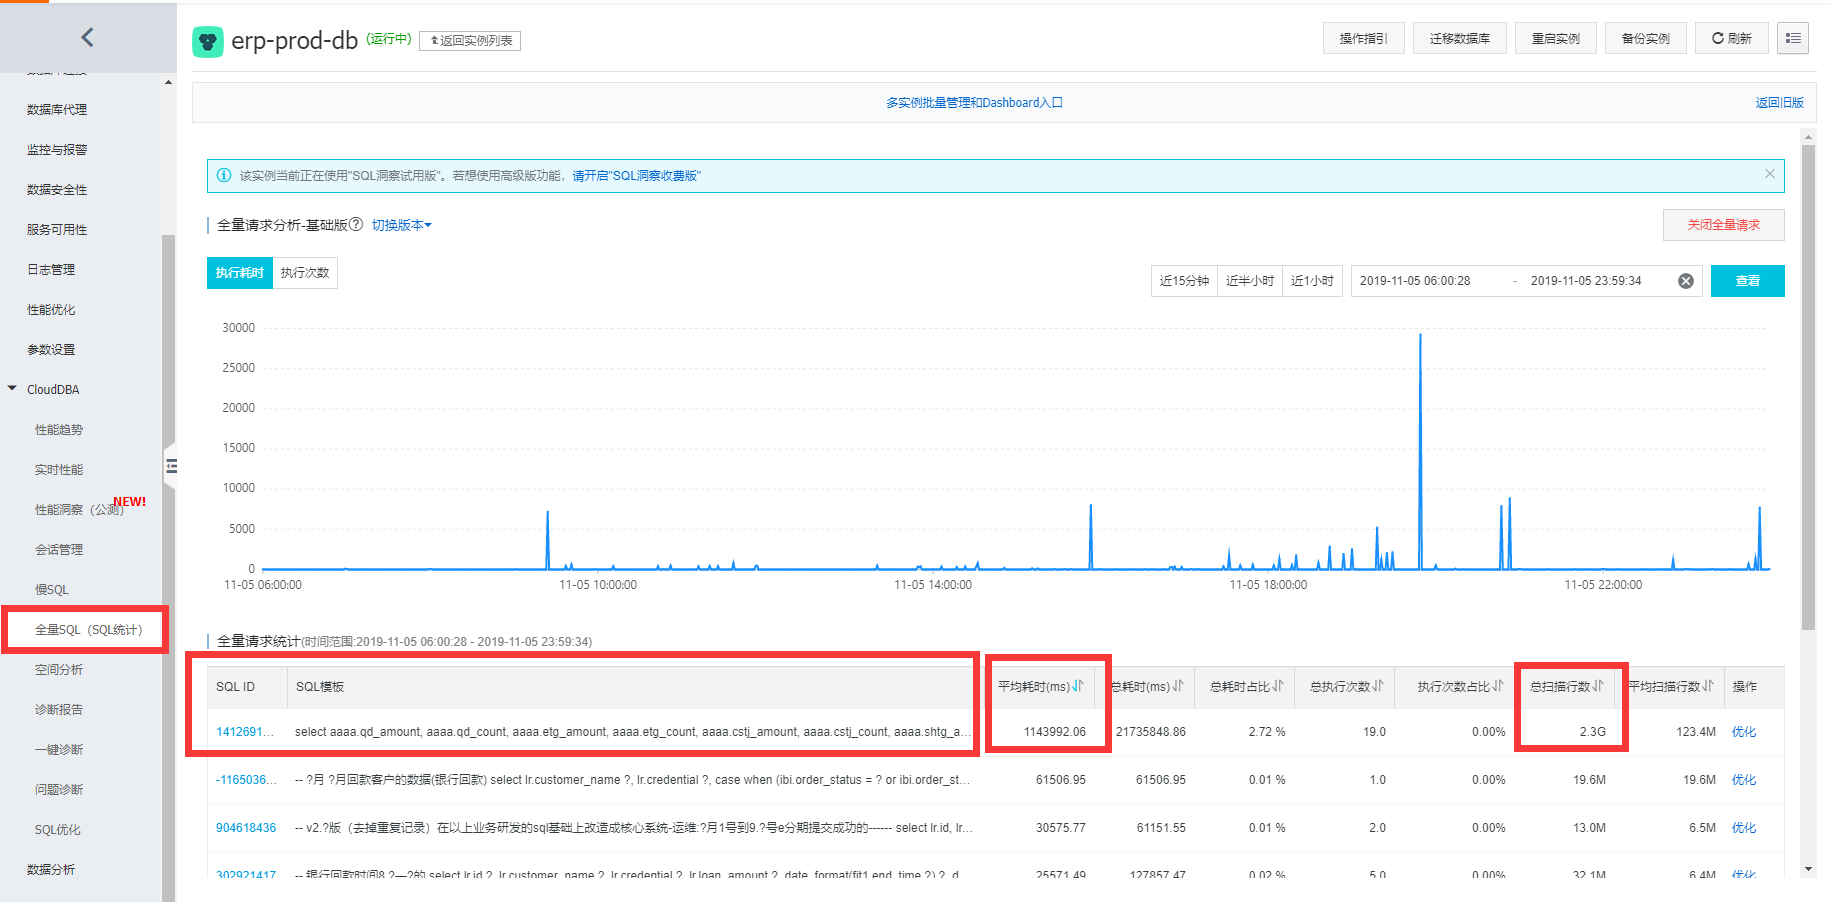 erp-prod-db (运行中) 返回实例列表
操作指引 迁移数据库 重启实例 备份实例 刷新
多实例批量管理和Dashboard入口 返回旧版
数据库代理
监控与报警
数据安全性
服务可用性
日志管理
性能优化
参数设置
CloudDBA
性能趋势
实时性能
性能洞察（公测） NEW!
会话管理
慢SQL
全量SQL（SQL统计）
空间分析
诊断报告
一键诊断
问题诊断
SQL优化
数据分析
该实例当前正在使用"SQL洞察试用版"。若想使用高级版功能，请开启"SQL洞察收费版"
全量请求分析-基础版 切换版本 关闭全量请求
执行耗时 执行次数
近15分钟 近半小时 近1小时 2019-11-05 06:00:28 - 2019-11-05 23:59:34 查看
30000
25000
20000
15000
10000
5000
0
11-05 06:00:00 11-05 10:00:00 11-05 14:00:00 11-05 18:00:00 11-05 22:00:00
全量请求统计(时间范围:2019-11-05 06:00:28 - 2019-11-05 23:59:34)
SQL ID SQL模板 平均耗时(ms) 总耗时(ms) 总耗时占比 总执行次数 执行次数占比 总扫描行数 平均扫描行数 操作
1412691... select aaaa.qd_amount, aaaa.qd_count, aaaa.etg_amount, aaaa.etg_count, aaaa.cstj_amount, aaaa.cstj_count, aaaa.shtg_a... 1143992.06 21735848.86 2.72 % 19.0 0.00% 2.3G 123.4M 优化
-1165036... -- ?月 ?月回款客户的数据(银行回款) select lr.customer_name ?, lr.credential ?, case when (ibi.order_status = ? or ibi.order_st... 61506.95 61506.95 0.01 % 1.0 0.00% 19.6M 19.6M 优化
904618436 -- v2.?版（去掉重复记录）在以上业务研发的sql基础上改造成核心系统-运维:?月1号到9.?号e分期提交成功的------ select lr.id, lr... 30575.77 61151.55 0.01 % 2.0 0.00% 13.0M 6.5M 优化
302921417 -- 银行回款时间8.?—?的 select lr.id ?, lr.customer_name ?, lr.credential ?, lr.loan_amount ?, date_format(fit1.end_time,?) ?, d... 25571.49 127857.47 0.02 % 5.0 0.00% 32.1M 6.4M 优化